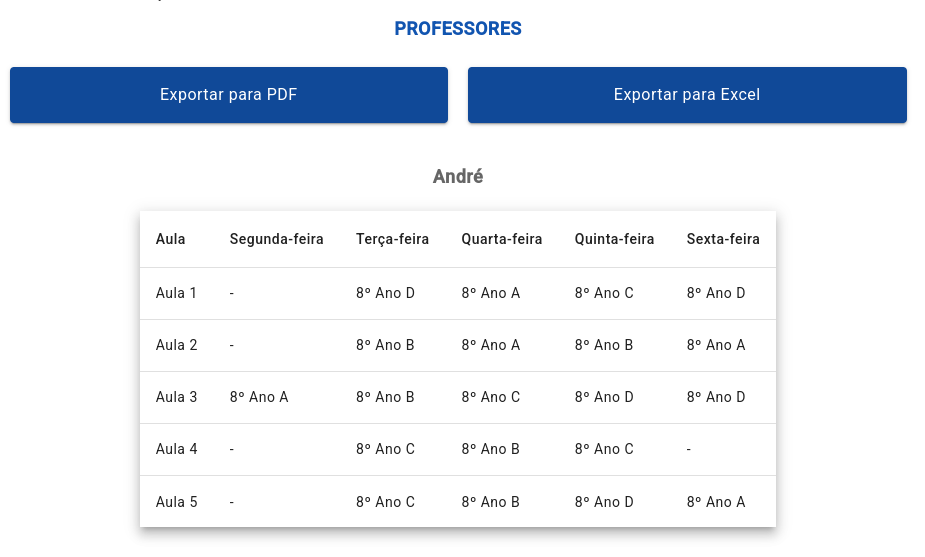 PROFESSORES
Exportar para PDF Exportar para Excel
André
Aula Segunda-feira Terça-feira Quarta-feira Quinta-feira Sexta-feira
Aula 1 - 8º Ano D 8º Ano A 8º Ano C 8º Ano D
Aula 2 - 8º Ano B 8º Ano A 8º Ano B 8º Ano A
Aula 3 8º Ano A 8º Ano B 8º Ano C 8º Ano D 8º Ano D
Aula 4 - 8º Ano C 8º Ano B 8º Ano C -
Aula 5 - 8º Ano C 8º Ano B 8º Ano D 8º Ano A